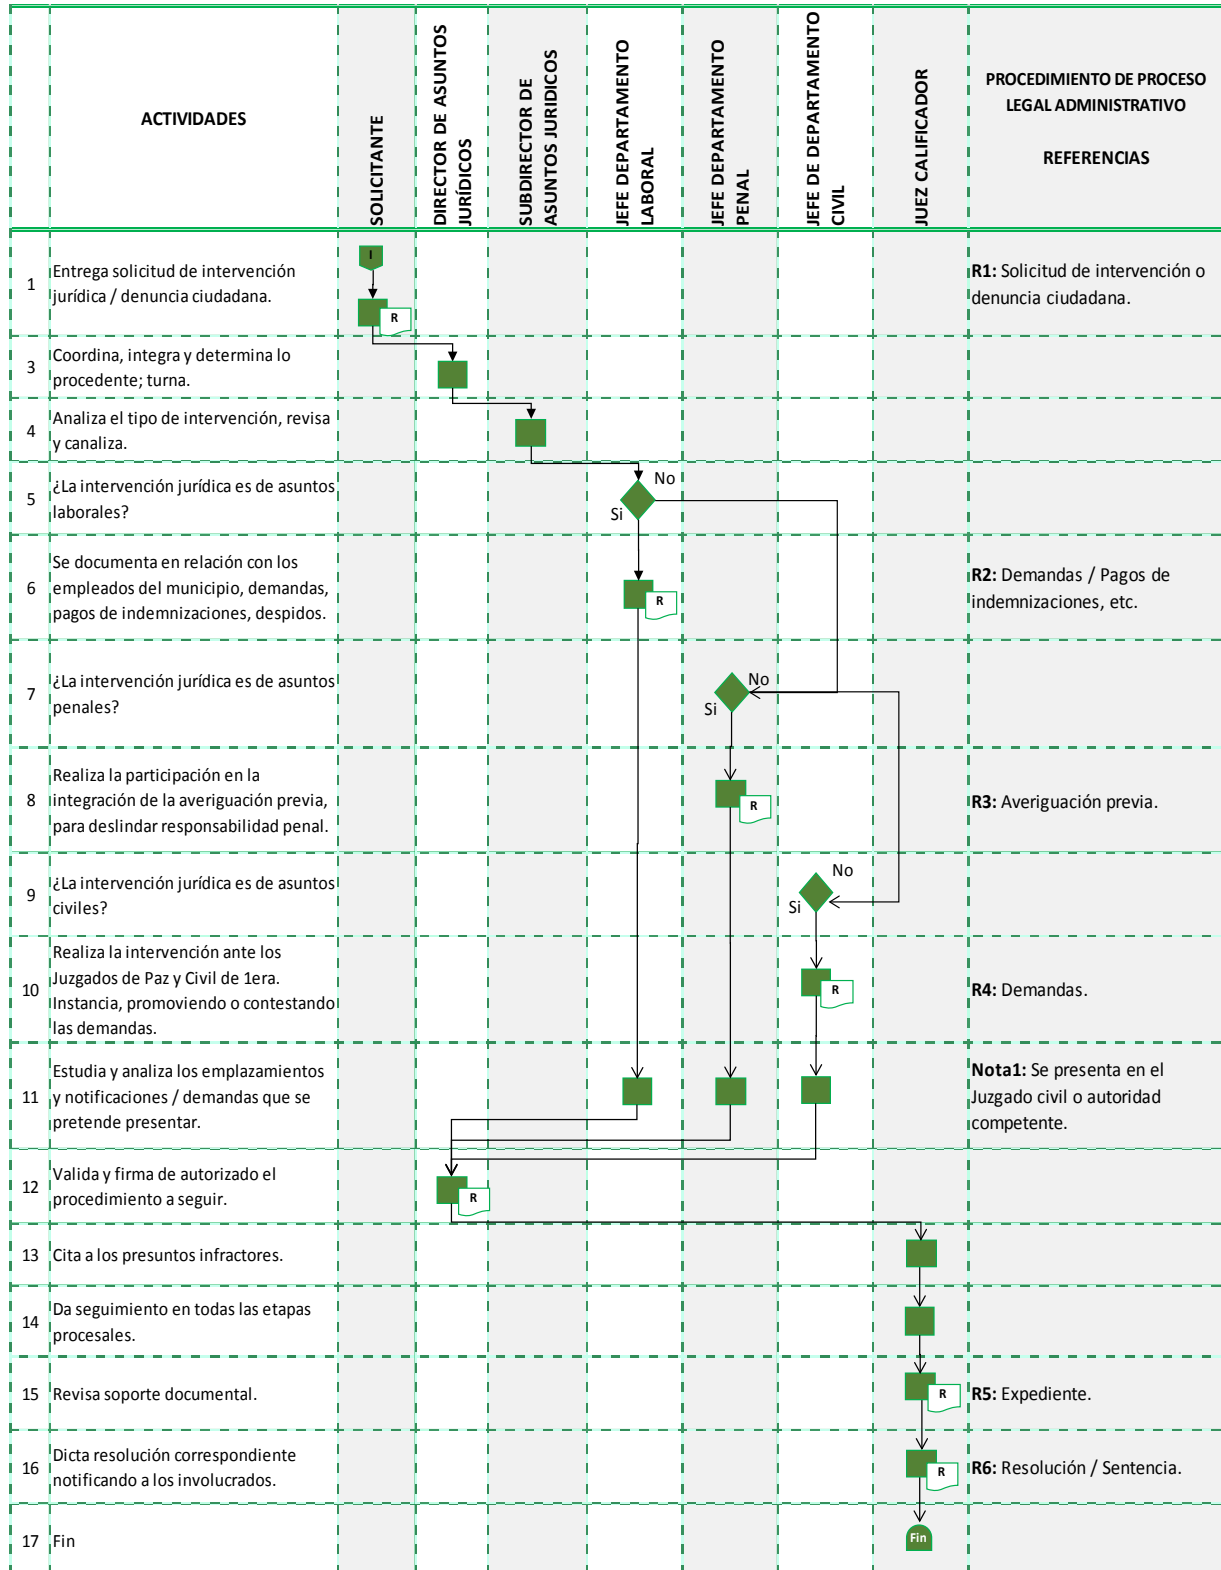 ACTIVIDADES
SOLICITANTE
DIRECTOR DE ASUNTOS
JURÍDICOS
SUBDIRECTOR DE
ASUNTOS JURIDICOS
JEFE DEPARTAMENTO
LABORAL
JEFE DEPARTAMENTO
PENAL
JEFE DE DEPARTAMENTO
CIVIL
JUEZ CALIFICADOR
PROCEDIMIENTO DE PROCESO
LEGAL ADMINISTRATIVO
REFERENCIAS
1
Entrega solicitud de intervención
jurídica / denuncia ciudadana.
I
R
R1: Solicitud de intervención o
denuncia ciudadana.
3
Coordina, integra y determina lo
procedente; turna.
4
Analiza el tipo de intervención, revisa
y canaliza.
5
¿La intervención jurídica es de asuntos
laborales?
No
Si
6
Se documenta en relación con los
empleados del municipio, demandas,
pagos de indemnizaciones, despidos.
R
R2: Demandas / Pagos de
indemnizaciones, etc.
7
¿La intervención jurídica es de asuntos
penales?
No
Si
8
Realiza la participación en la
integración de la averiguación previa,
para deslindar responsabilidad penal.
R
R3: Averiguación previa.
9
¿La intervención jurídica es de asuntos
civiles?
No
Si
10
Realiza la intervención ante los
Juzgados de Paz y Civil de 1era.
Instancia, promoviendo o contestando
las demandas.
R
R4: Demandas.
11
Estudia y analiza los emplazamientos
y notificaciones / demandas que se
pretende presentar.
Nota1: Se presenta en el
Juzgado civil o autoridad
competente.
12
Valida y firma de autorizado el
procedimiento a seguir.
R
13
Cita a los presuntos infractores.
14
Da seguimiento en todas las etapas
procesales.
15
Revisa soporte documental.
R
R5: Expediente.
16
Dicta resolución correspondiente
notificando a los involucrados.
R
R6: Resolución / Sentencia.
17
Fin
Fin